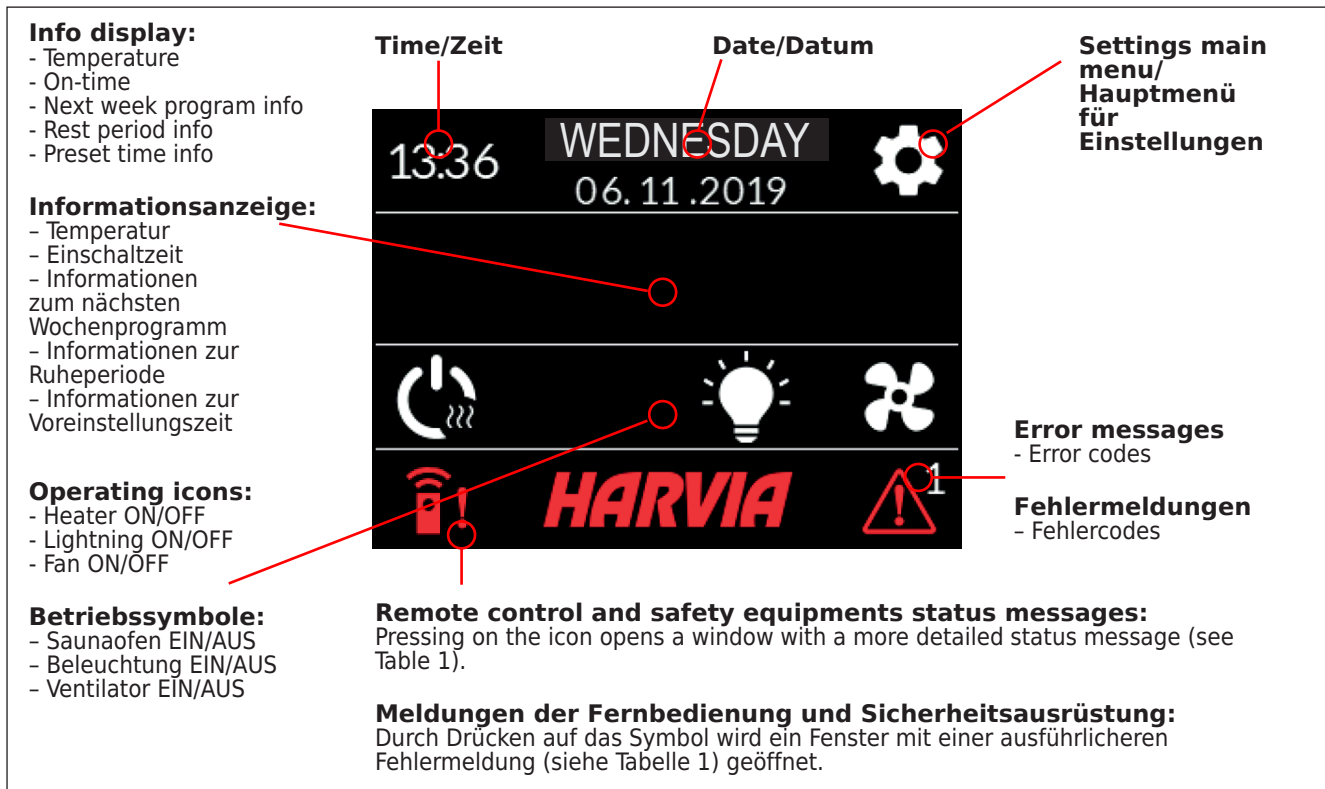 Info display:
- Temperature
- On-time
- Next week program info
- Rest period info
- Preset time info
Informationsanzeige:
– Temperatur
– Einschaltzeit
– Informationen
zum nächsten
Wochenprogramm
– Informationen zur
Ruheperiode
– Informationen zur
Voreinstellungszeit
Operating icons:
- Heater ON/OFF
- Lightning ON/OFF
- Fan ON/OFF
Betriebssymbole:
– Saunaofen EIN/AUS
– Beleuchtung EIN/AUS
– Ventilator EIN/AUS
Time/Zeit
Date/Datum
Settings main
menu/
Hauptmenü
für
Einstellungen
13:36
WEDNESDAY
06. 11 .2019
HARVIA
1
Error messages
- Error codes
Fehlermeldungen
– Fehlercodes
Remote control and safety equipments status messages:
Pressing on the icon opens a window with a more detailed status message (see
Table 1).
Meldungen der Fernbedienung und Sicherheitsausrüstung:
Durch Drücken auf das Symbol wird ein Fenster mit einer ausführlicheren
Fehlermeldung (siehe Tabelle 1) geöffnet.